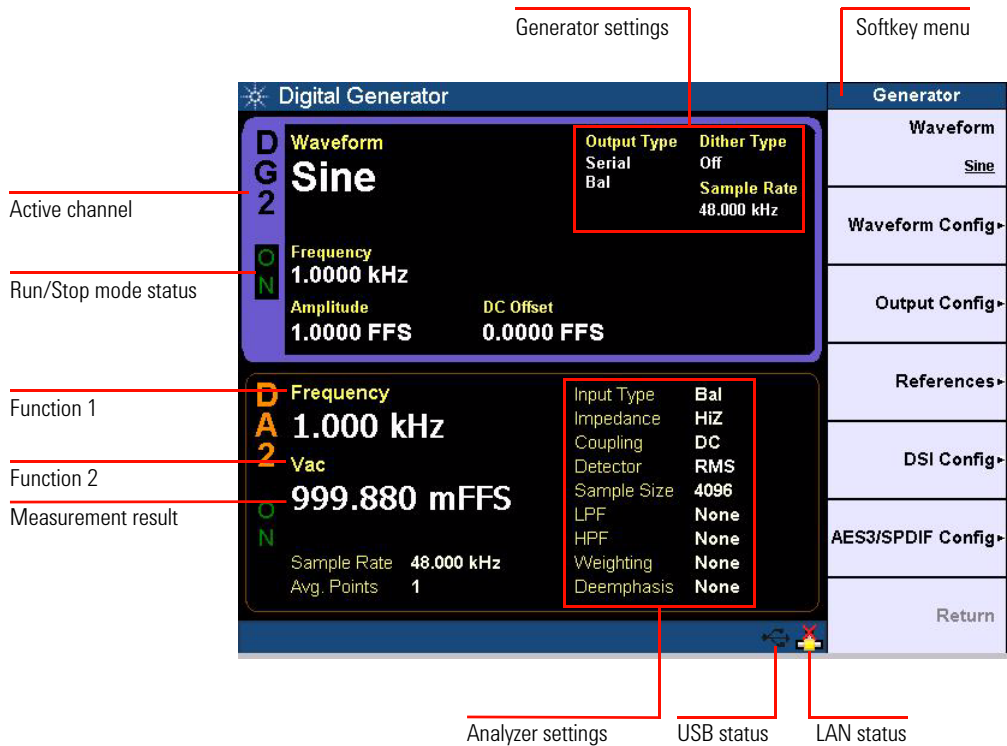 Generator settings
Softkey menu
Digital Generator
Generator
DG2
ON
Waveform
Sine
Output Type
Serial
Bal
Dither Type
Off
Sample Rate
48.000 kHz
Frequency
1.0000 kHz
Amplitude
1.0000 FFS
DC Offset
0.0000 FFS
Waveform
Sine
Waveform Config
Output Config
References
DSI Config
AES3/SPDIF Config
Return
Active channel
Run/Stop mode status
Function 1
Function 2
Measurement result
DA2
ON
Frequency
1.000 kHz
Vac
999.880 mFFS
Sample Rate 48.000 kHz
Avg. Points 1
Input Type Bal
Impedance HiZ
Coupling DC
Detector RMS
Sample Size 4096
LPF None
HPF None
Weighting None
Deemphasis None
Analyzer settings
USB status
LAN status